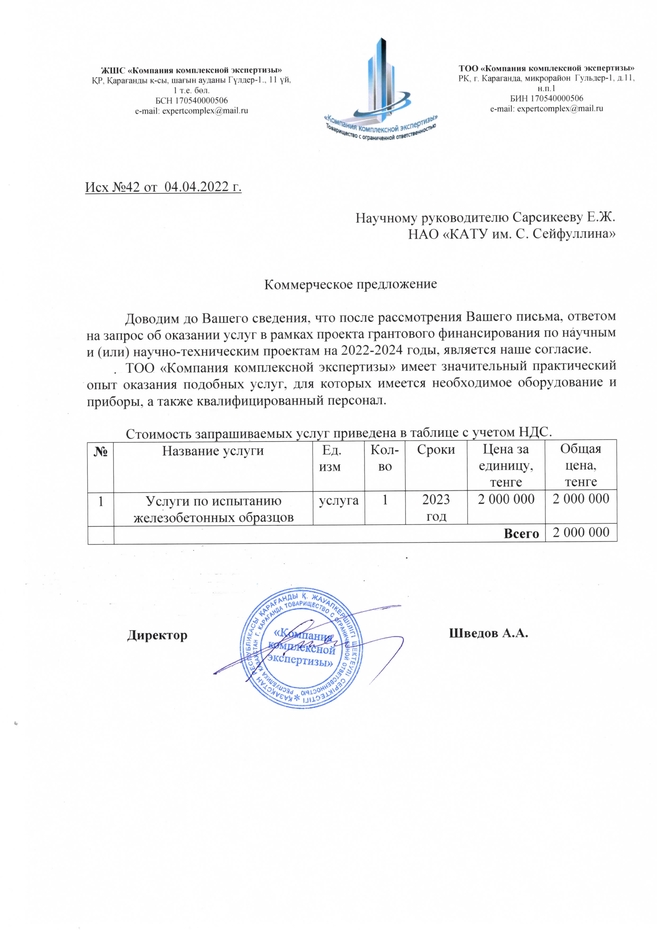 ЖШС «Компания комплексной экспертизы»
ҚР, Қарағанды қ-сы, шағын ауданы Гүлдер-1., 11 үй,
1 т.е. бөл.
БСН 170540000506
e-mail: expertcomplex@mail.ru
«Компания комплексной экспертизы»
Товарищество с ограниченной ответственностью
ТОО «Компания комплексной экспертизы»
РК, г. Караганда, микрорайон Гульдер-1, д.11,
н.п.1
БИН 170540000506
e-mail: expertcomplex@mail.ru
Исх №42 от 04.04.2022 г.
Научному руководителю Сарсикееву Е.Ж.
НАО «КАТУ им. С. Сейфуллина»
Коммерческое предложение
Доводим до Вашего сведения, что после рассмотрения Вашего письма, ответом
на запрос об оказании услуг в рамках проекта грантового финансирования по научным
и (или) научно-техническим проектам на 2022-2024 годы, является наше согласие.
ТОО «Компания комплексной экспертизы» имеет значительный практический
опыт оказания подобных услуг, для которых имеется необходимое оборудование и
приборы, а также квалифицированный персонал.
Стоимость запрашиваемых услуг приведена в таблице с учетом НДС.
№ Название услуги Ед. изм Кол-во Сроки Цена за единицу, тенге Общая цена, тенге
1 Услуги по испытанию железобетонных образцов услуга 1 2023 год 2 000 000 2 000 000
Всего 2 000 000
Директор
«Компания
комплексной
экспертизы»
ҚАЗАҚСТАН РЕСПУБЛИКАСЫ ҚАРАҒАНДЫ Қ. ЖАУАПКЕРШІЛІГІ ШЕКТЕУЛІ СЕРІКТЕСТІГІ
РЕСПУБЛИКА КАЗАХСТАН Г. КАРАГАНДА ТОВАРИЩЕСТВО С ОГРАНИЧЕННОЙ ОТВЕТСТВЕННОСТЬЮ
Шведов А.А.